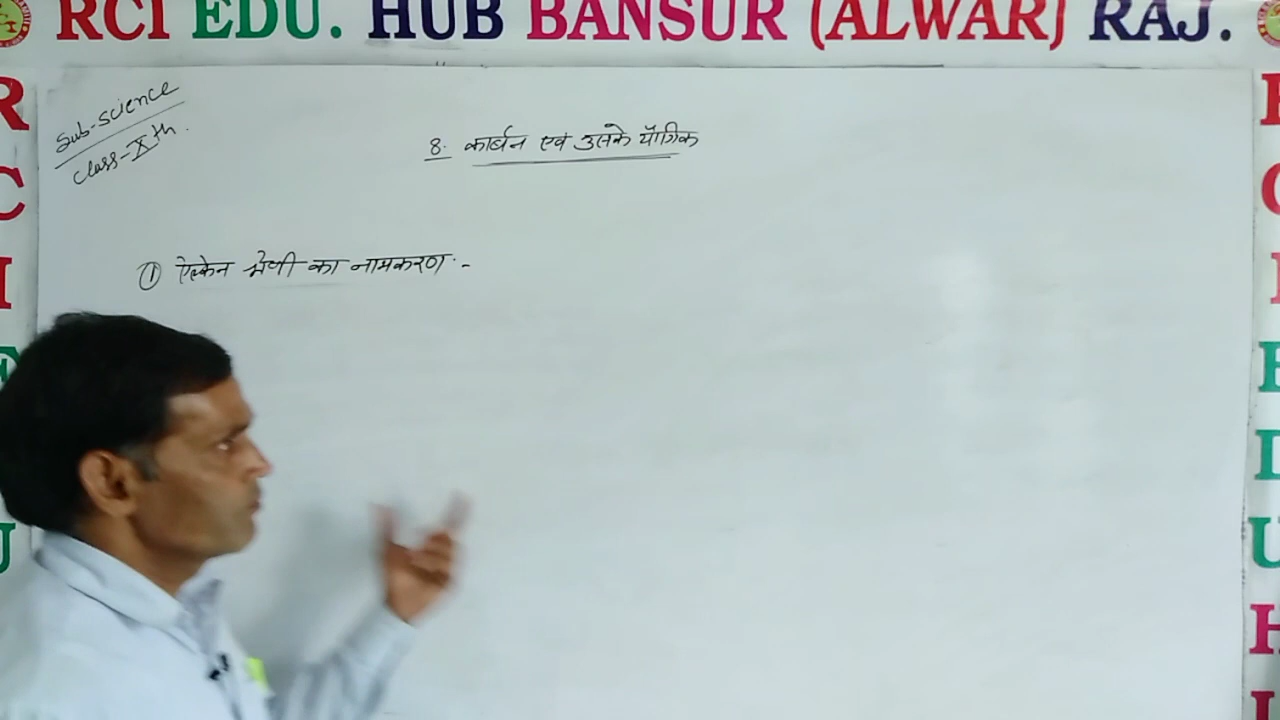 RCI EDU. HUB BANSUR (ALWAR) RAJ.
Sub-Science
Class-Xth.
8. कार्बन एवं उसके यौगिक
① ऐल्केन श्रेणी का नामकरण :-
R
C
I
E
U
R
C
I
E
D
U
H